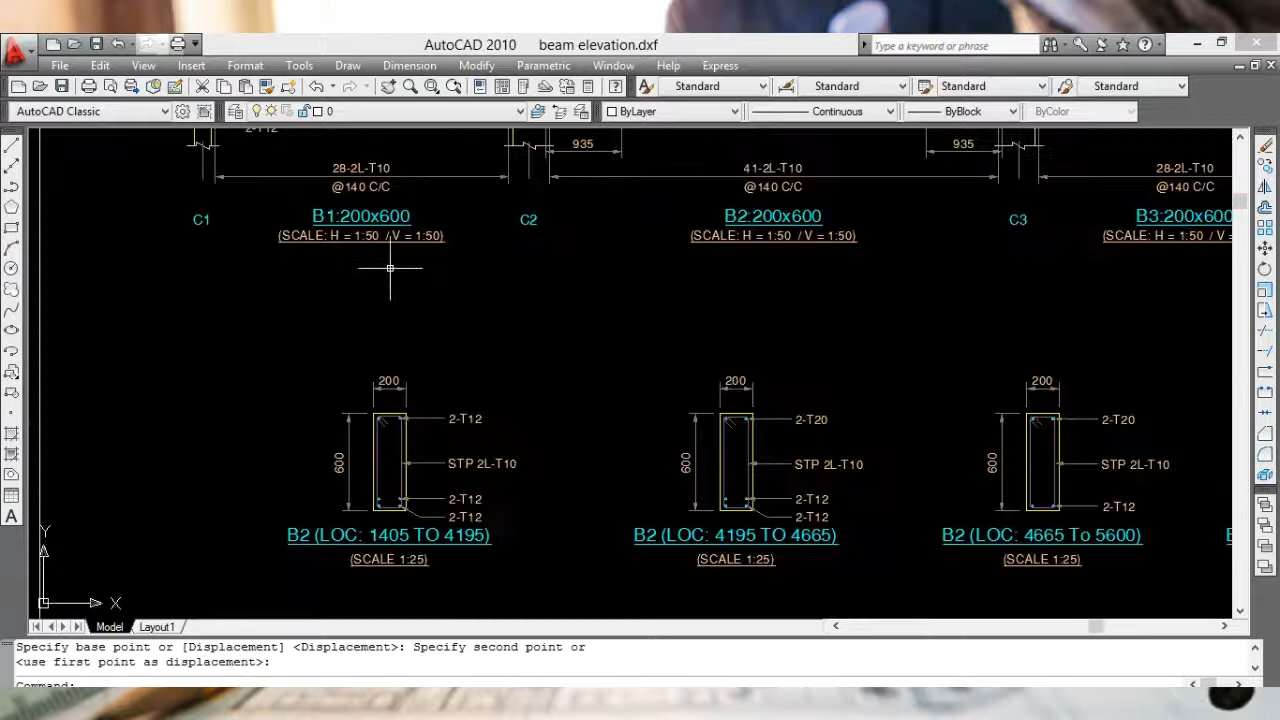 AutoCAD 2010 beam elevation.dxf Type a keyword or phrase
File Edit View Insert Format Tools Draw Dimension Modify Parametric Window Help Express
Standard Standard Standard Standard
AutoCAD Classic 0 ByLayer Continuous ByBlock ByColor
2-T12
935 935
28-2L-T10 41-2L-T10 28-2L-T10
@140 C/C @140 C/C @140 C/C
C1 B1:200x600 C2 B2:200x600 C3 B3:200x600
(SCALE: H = 1:50 / V = 1:50) (SCALE: H = 1:50 / V = 1:50) (SCALE: H = 1:50 / V =
200 200 200
2-T12 2-T20 2-T20
600 STP 2L-T10 600 STP 2L-T10 600 STP 2L-T10
2-T12 2-T12 2-T12
2-T12 2-T12
B2 (LOC: 1405 TO 4195) B2 (LOC: 4195 TO 4665) B2 (LOC: 4665 To 5600)
(SCALE 1:25) (SCALE 1:25) (SCALE 1:25)
Y
X
Model Layout1
Specify base point or [Displacement] <Displacement>: Specify second point or
<use first point as displacement>:
Command: